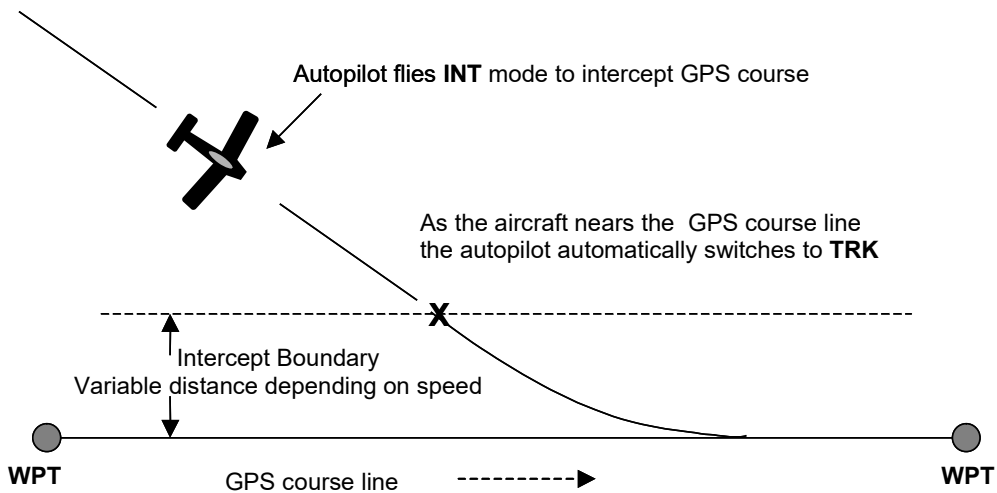 Autopilot flies INT mode to intercept GPS course
As the aircraft nears the GPS course line
the autopilot automatically switches to TRK
X
Intercept Boundary
Variable distance depending on speed
WPT
GPS course line
WPT